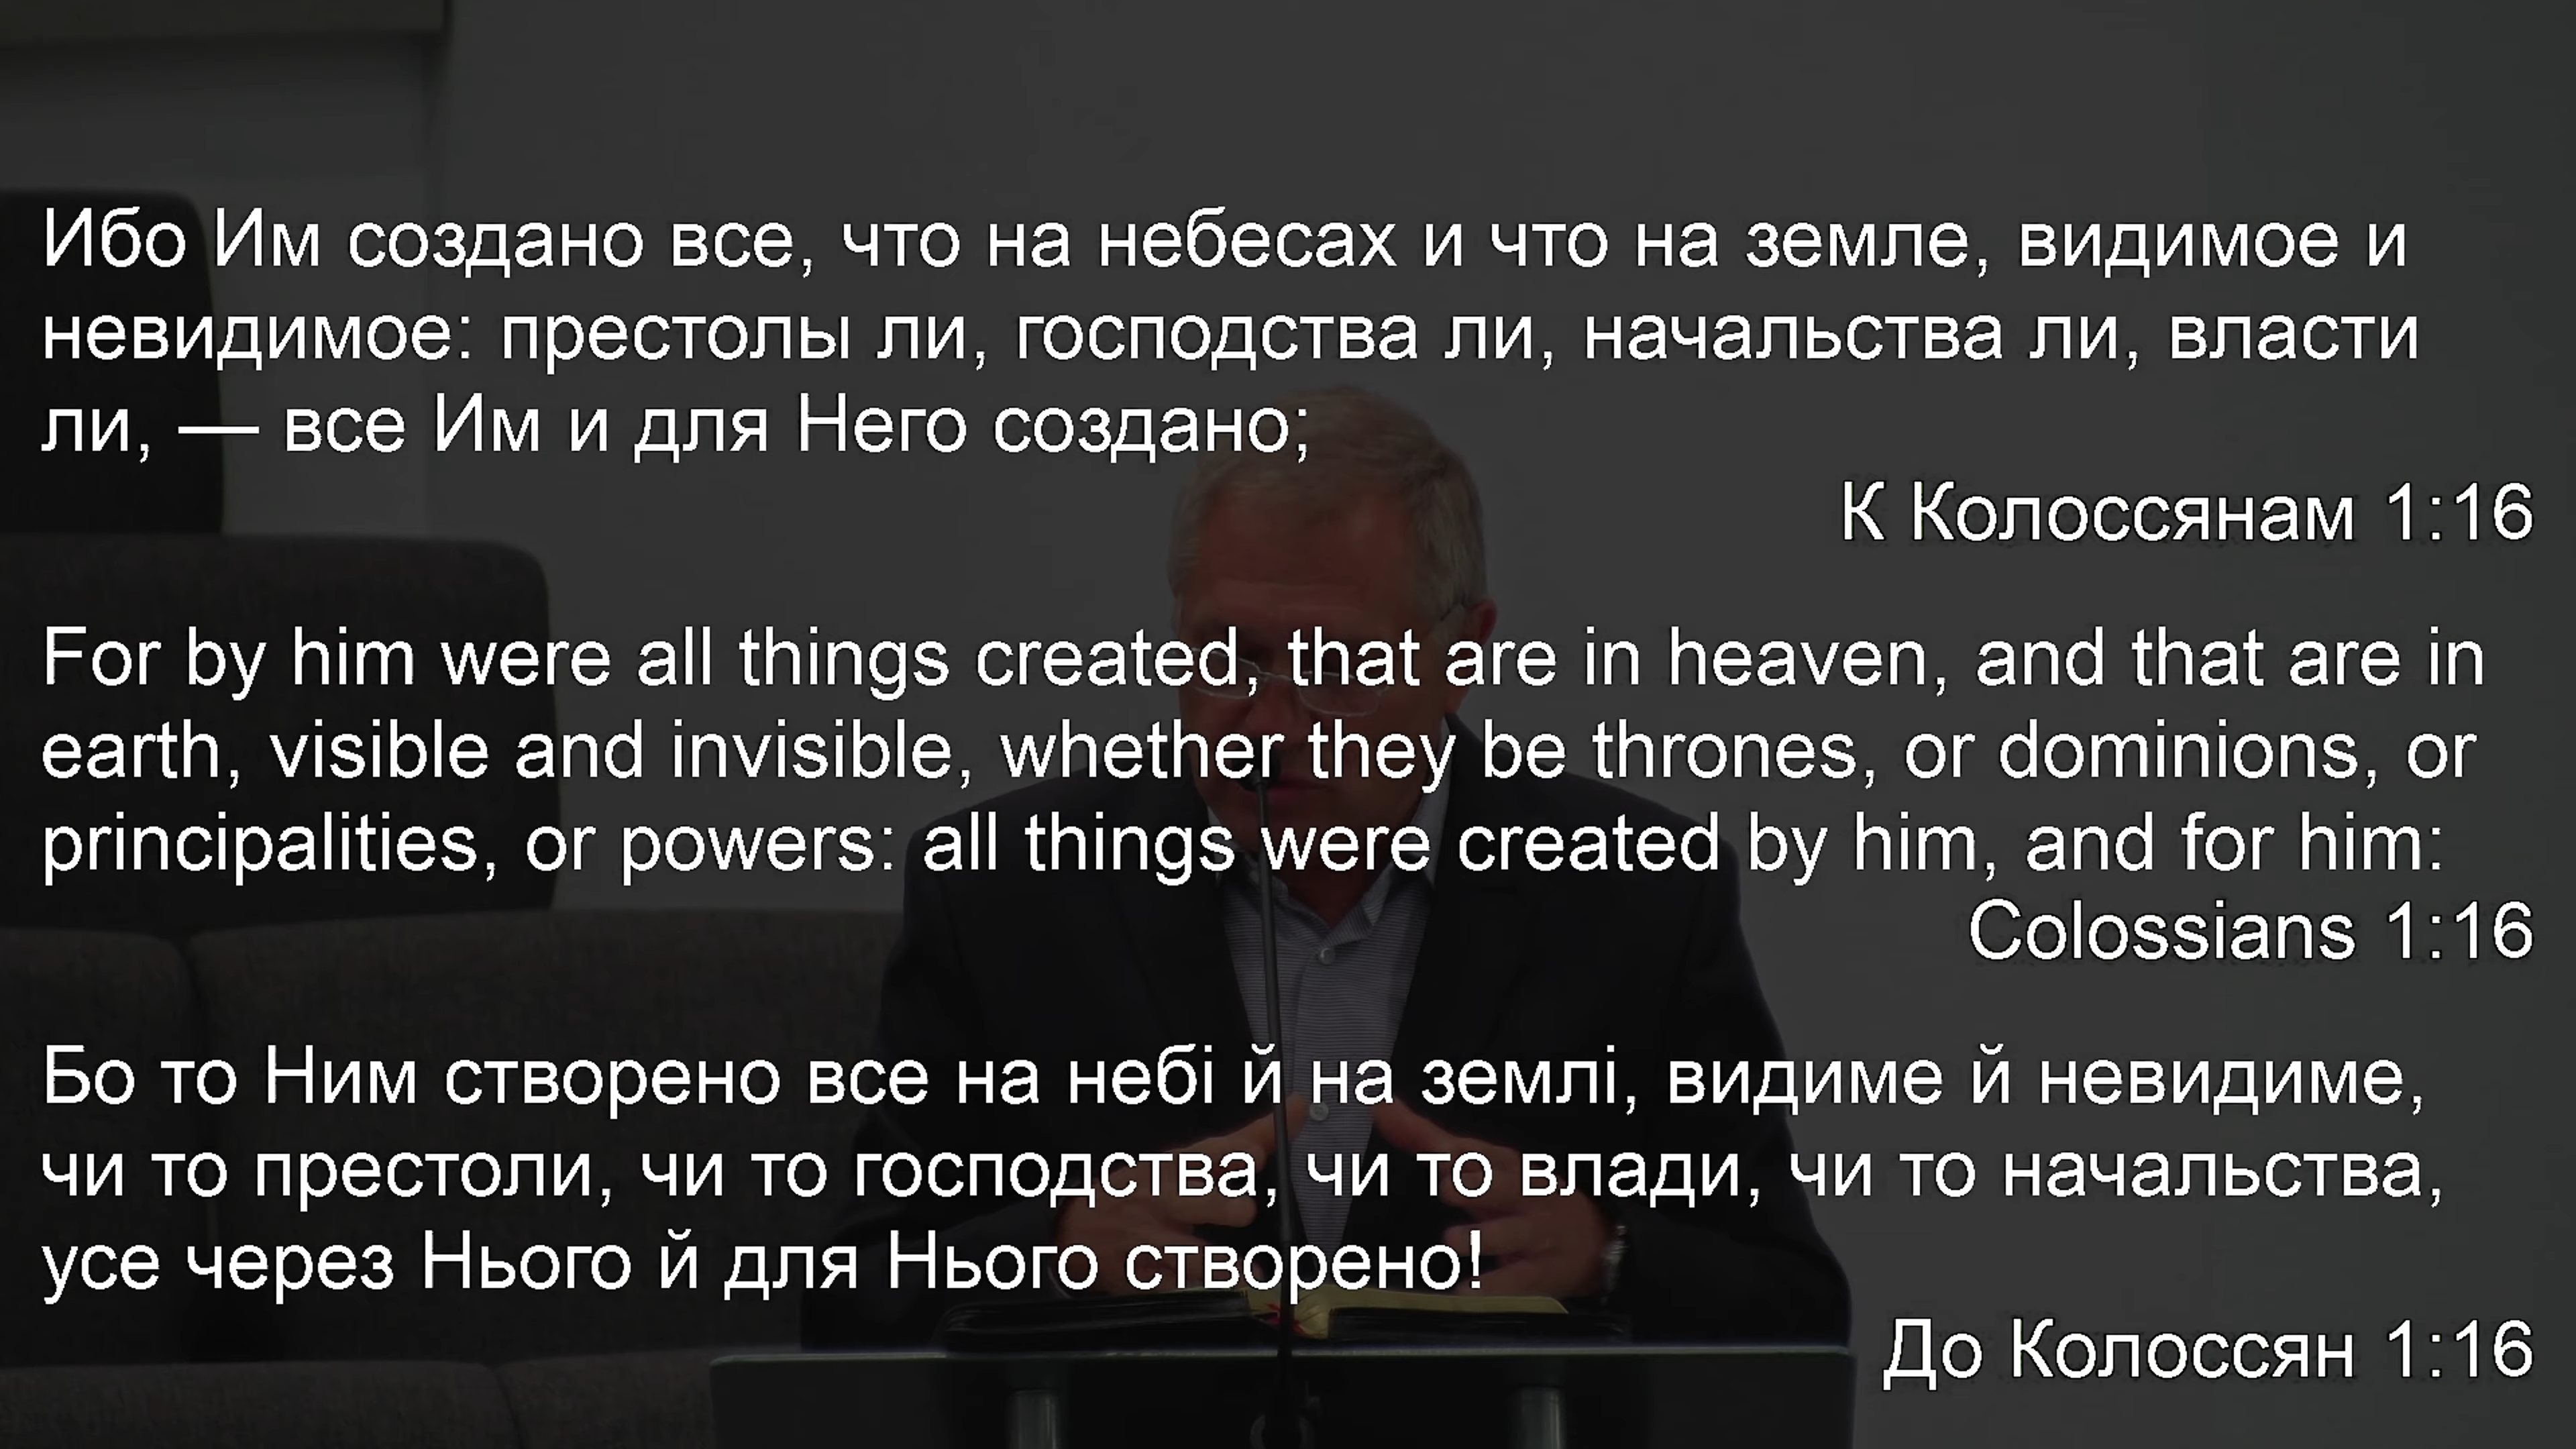 Ибо Им создано все, что на небесах и что на земле, видимое и
невидимое: престолы ли, господства ли, начальства ли, власти
ли, — все Им и для Него создано;
К Колоссянам 1:16
For by him were all things created, that are in heaven, and that are in
earth, visible and invisible, whether they be thrones, or dominions, or
principalities, or powers: all things were created by him, and for him:
Colossians 1:16
Бо то Ним створено все на небі й на землі, видиме й невидиме,
чи то престоли, чи то господства, чи то влади, чи то начальства,
усе через Нього й для Нього створено!
До Колоссян 1:16